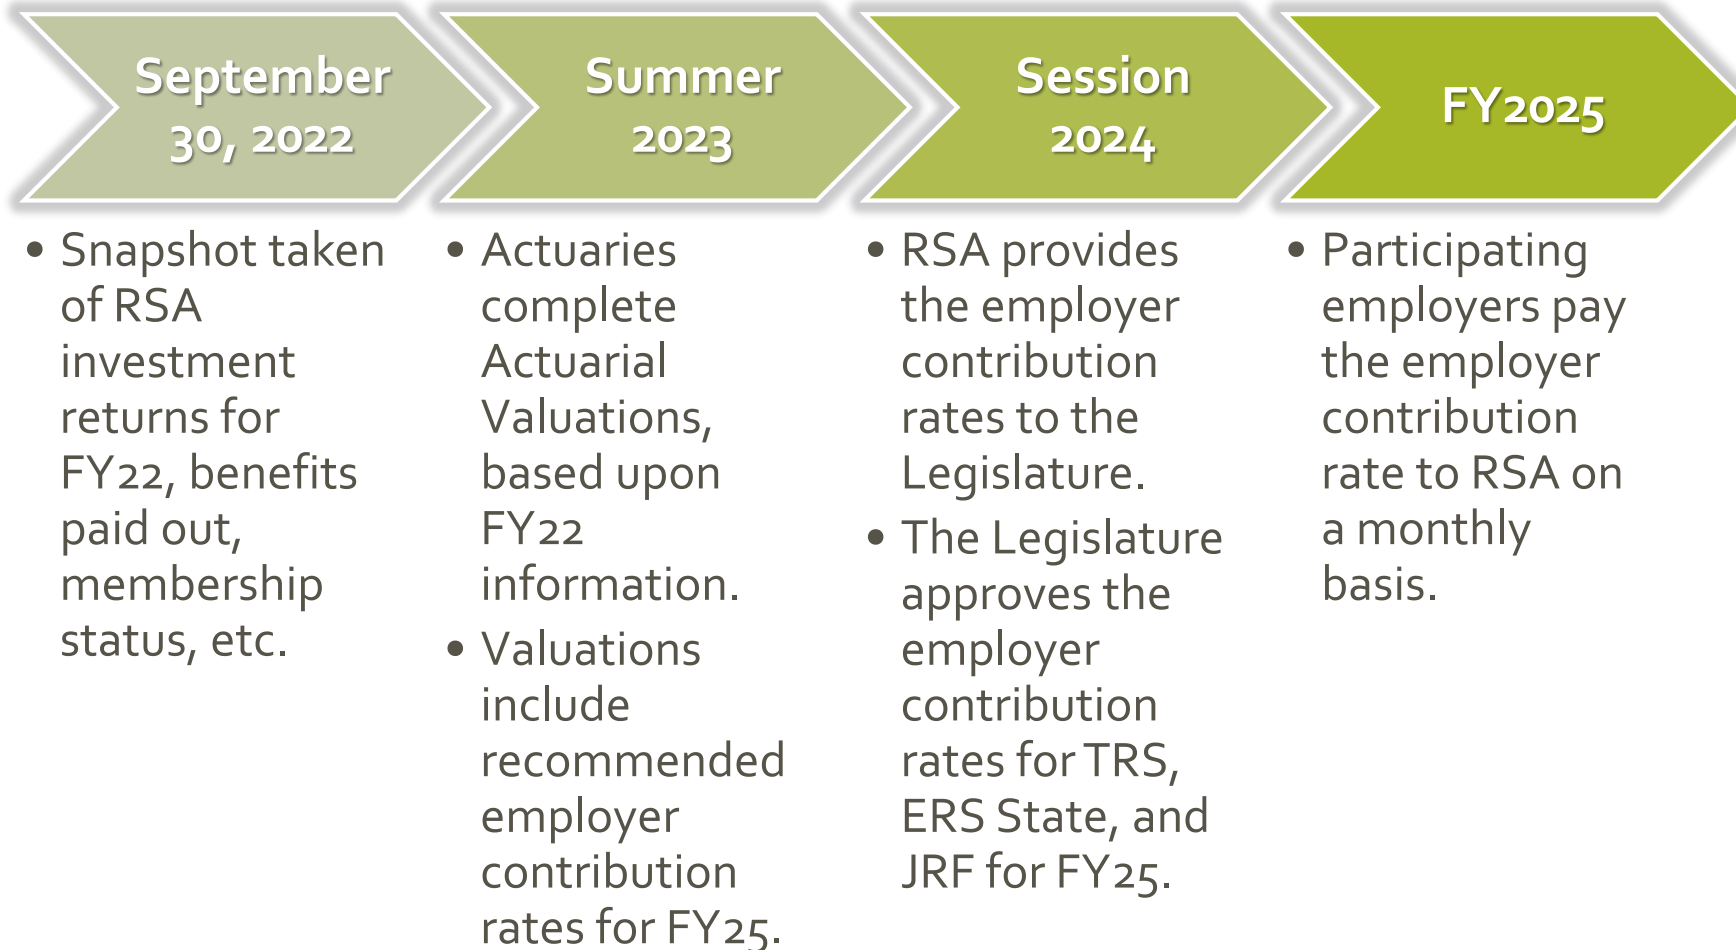 September
30, 2022
• Snapshot taken
of RSA
investment
returns for
FY22, benefits
paid out,
membership
status, etc.
Summer
2023
• Actuaries
complete
Actuarial
Valuations,
based upon
FY22
information.
• Valuations
include
recommended
employer
contribution
rates for FY25.
Session
2024
• RSA provides
the employer
contribution
rates to the
Legislature.
• The Legislature
approves the
employer
contribution
rates for TRS,
ERS State, and
JRF for FY25.
FY2025
• Participating
employers pay
the employer
contribution
rate to RSA on
a monthly
basis.